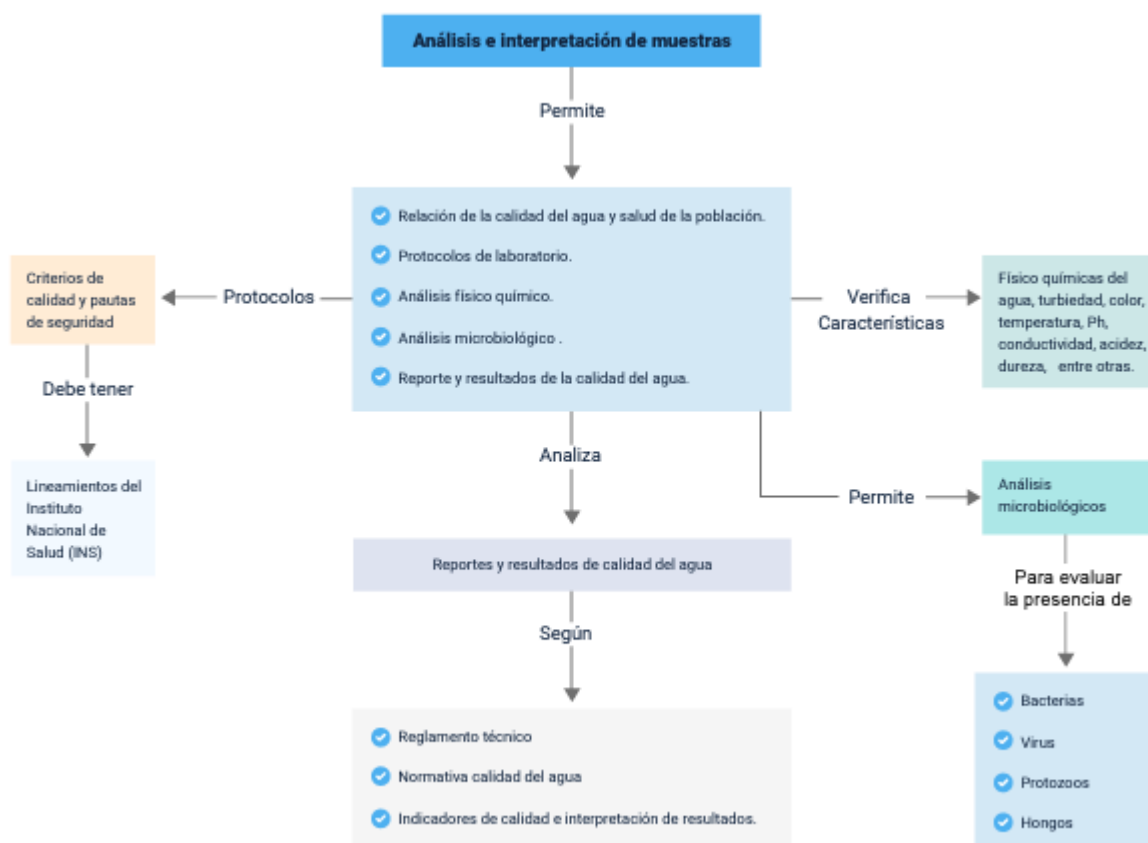 Análisis e interpretación de muestras
Permite
Relación de la calidad del agua y salud de la población.
Protocolos de laboratorio.
Análisis físico químico.
Análisis microbiológico .
Reporte y resultados de la calidad del agua.
Protocolos
Criterios de
calidad y pautas
de seguridad
Debe tener
Lineamientos del
Instituto
Nacional de
Salud (INS)
Verifica
Características
Físico químicas del
agua, turbiedad, color,
temperatura, Ph,
conductividad, acidez,
dureza, entre otras.
Analiza
Reportes y resultados de calidad del agua
Según
Reglamento técnico
Normativa calidad del agua
Indicadores de calidad e interpretación de resultados.
Permite
Análisis
microbiológicos
Para evaluar
la presencia de
Bacterias
Virus
Protozoos
Hongos